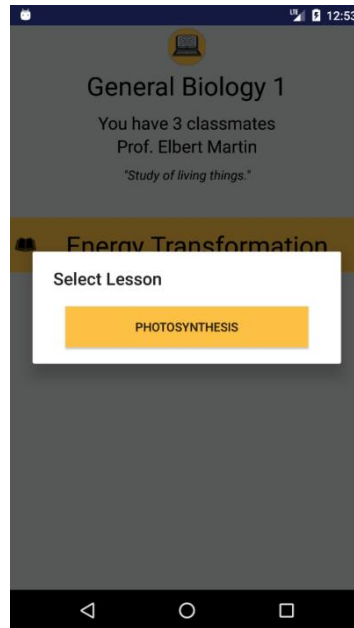 LTE 12:53
General Biology 1
You have 3 classmates
Prof. Elbert Martin
"Study of living things."
Energy Transformation
Select Lesson
PHOTOSYNTHESIS